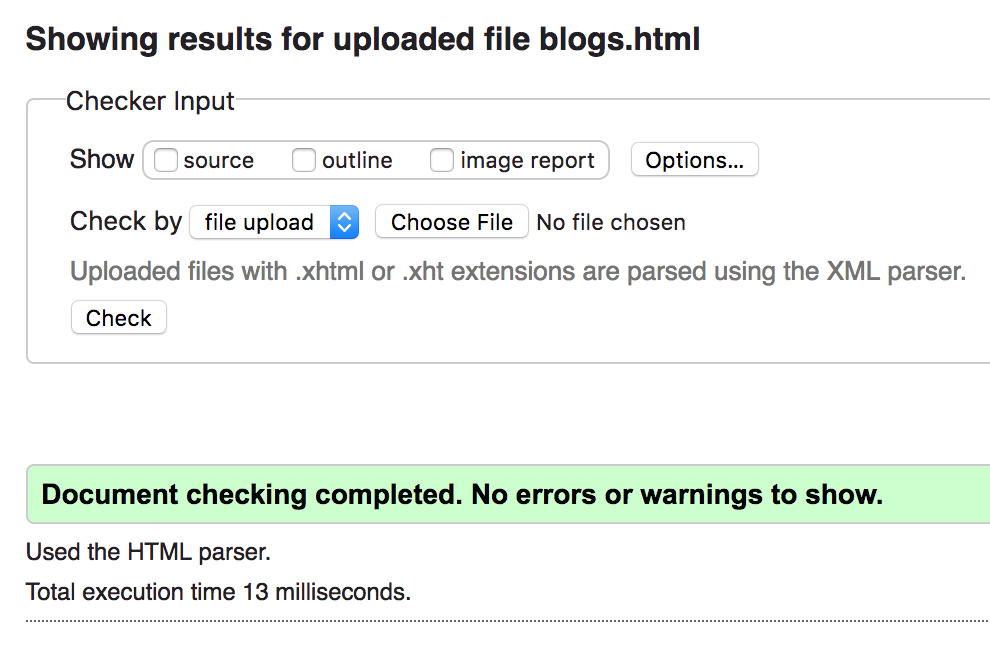 Showing results for uploaded file blogs.html
Checker Input
Show source outline image report Options...
Check by file upload Choose File No file chosen
Uploaded files with .xhtml or .xht extensions are parsed using the XML parser.
Check
Document checking completed. No errors or warnings to show.
Used the HTML parser.
Total execution time 13 milliseconds.